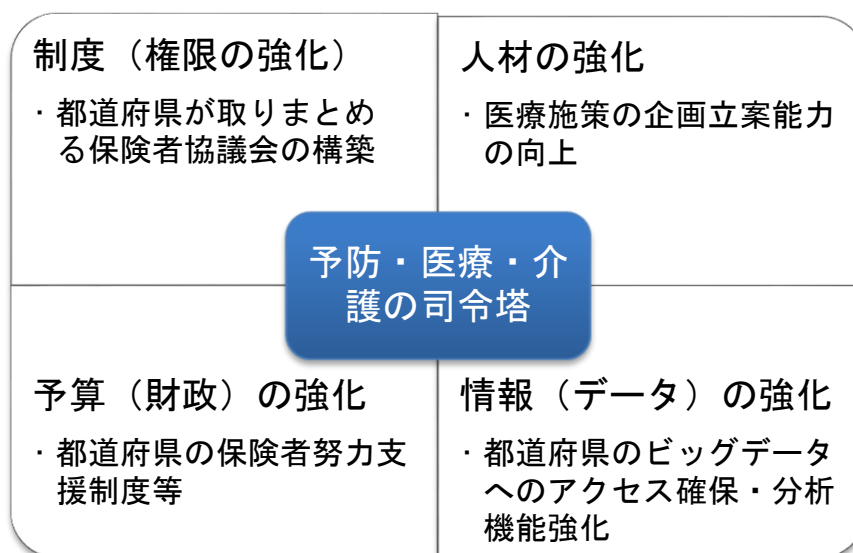 制度（権限の強化）
・都道府県が取りまとめ
る保険者協議会の構築
人材の強化
・医療施策の企画立案能力
の向上
予防・医療・介
護の司令塔
予算（財政）の強化
・都道府県の保険者努力支
援制度等
情報（データ）の強化
・都道府県のビッグデータ
へのアクセス確保・分析
機能強化